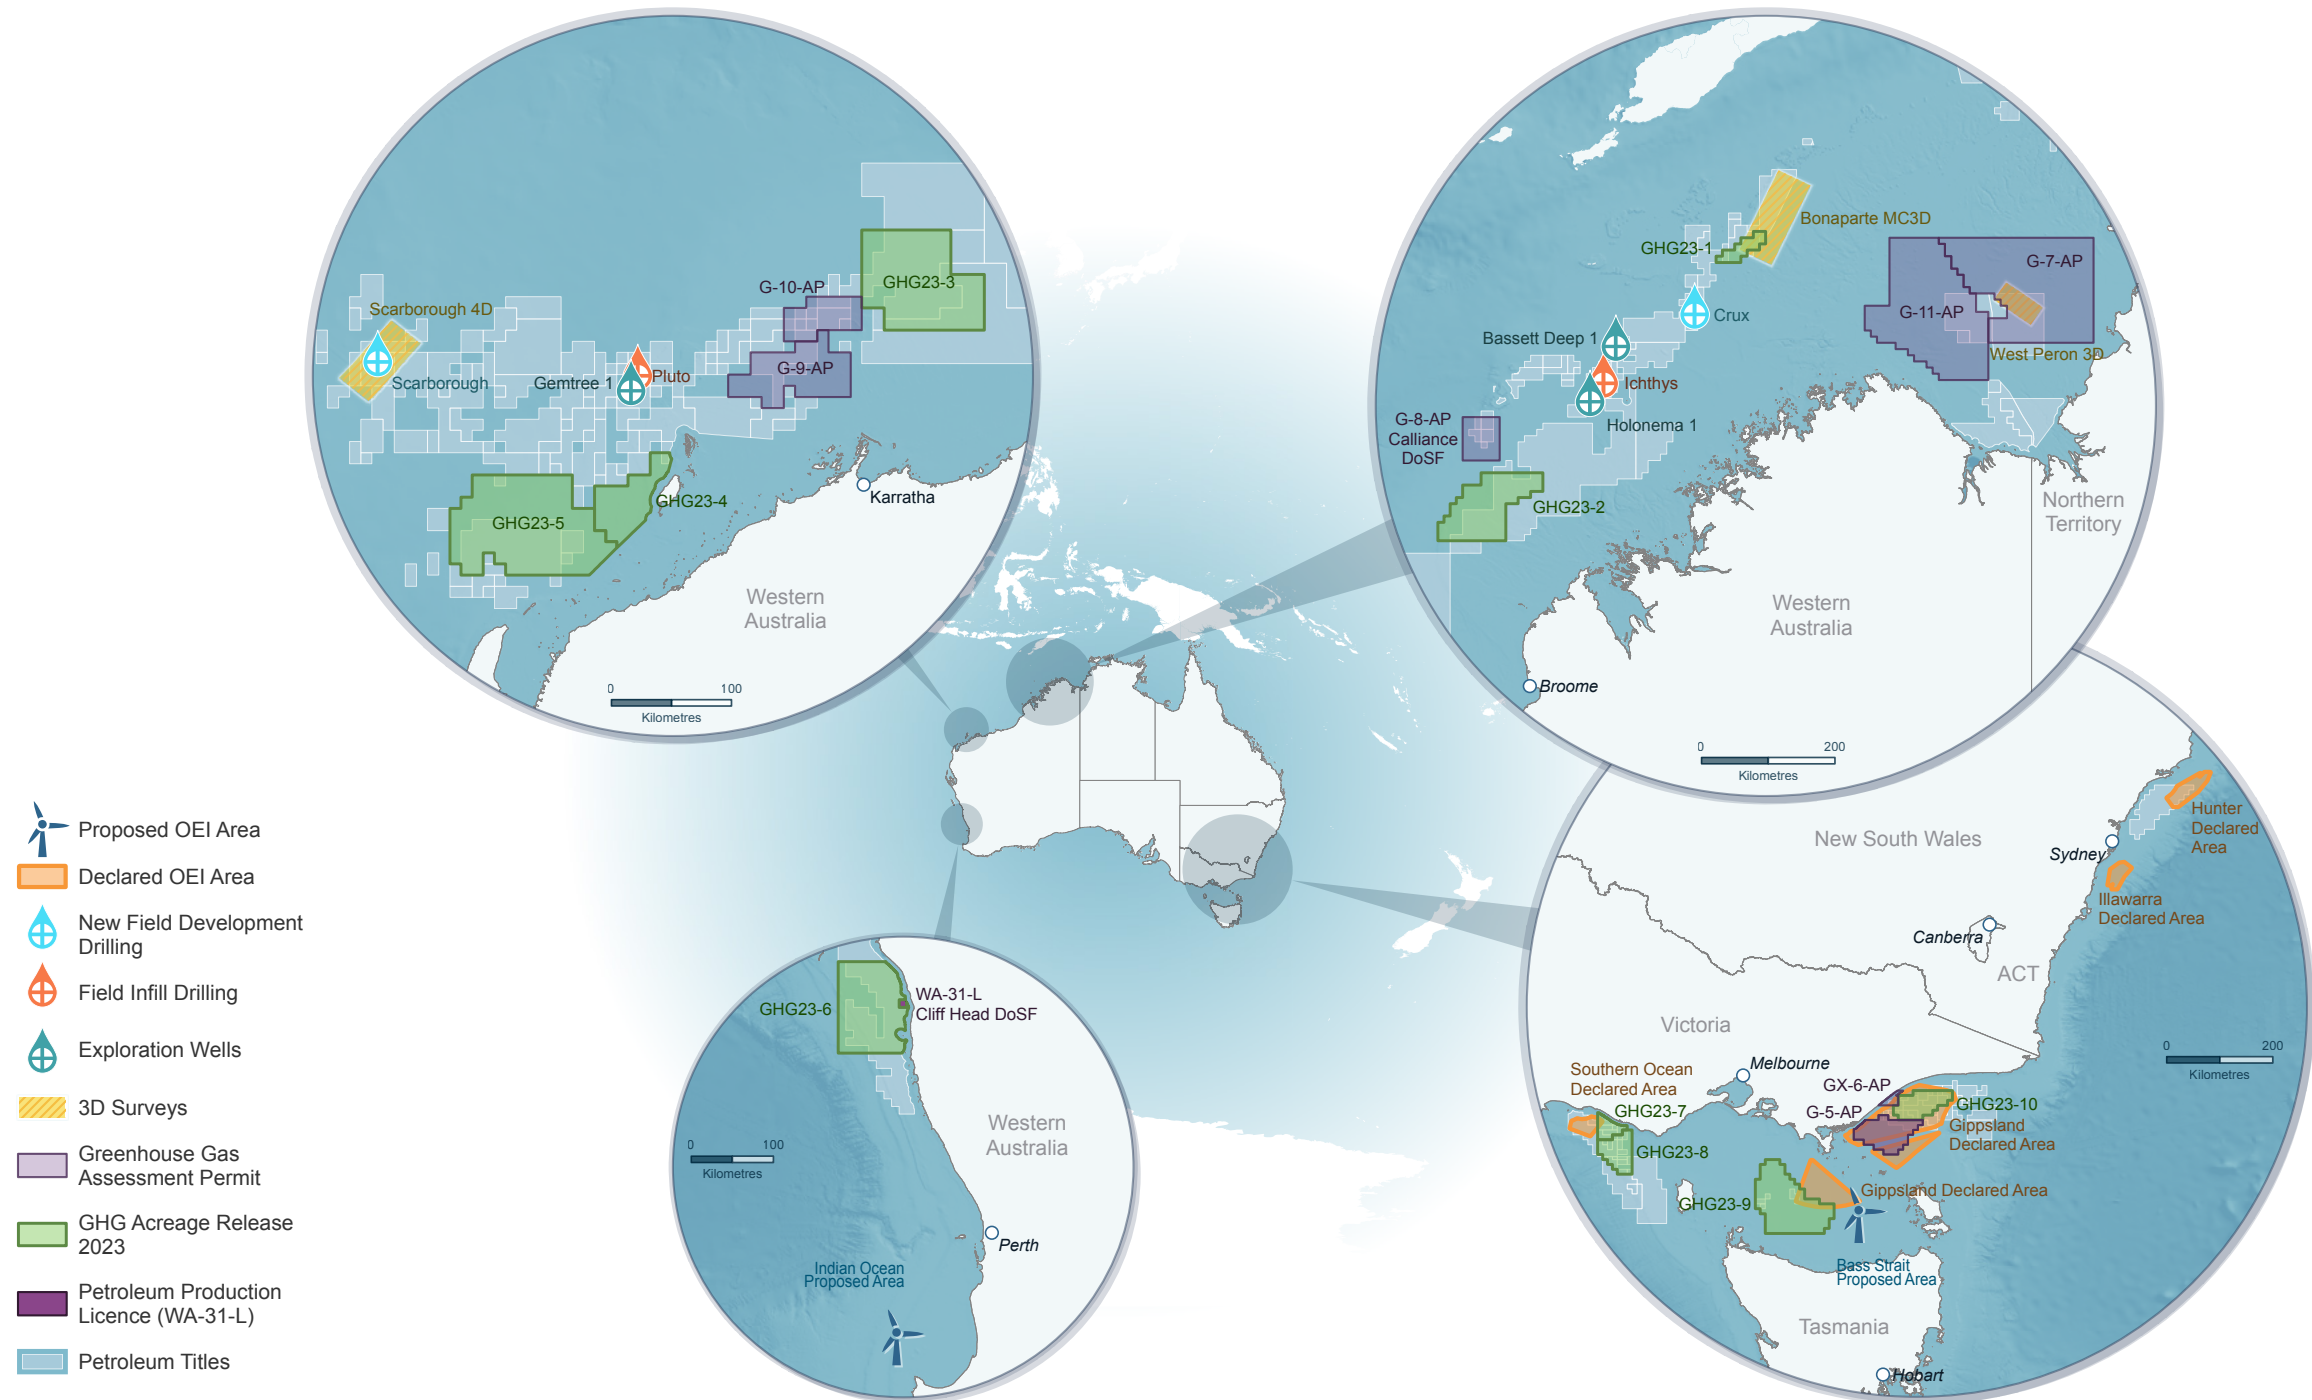 Scarborough 4D
Scarborough
Gemtree 1
Pluto
G-10-AP
G-9-AP
GHG23-3
GHG23-4
GHG23-5
Karratha
Western
Australia
0 100
Kilometres
Bonaparte MC3D
GHG23-1
G-7-AP
G-11-AP
West Peron 3D
Crux
Bassett Deep 1
Ichthys
Holonema 1
G-8-AP
Calliance
DoSF
GHG23-2
Northern
Territory
Western
Australia
Broome
0 200
Kilometres
Proposed OEI Area
Declared OEI Area
New Field Development
Drilling
Field Infill Drilling
Exploration Wells
3D Surveys
Greenhouse Gas
Assessment Permit
GHG Acreage Release
2023
Petroleum Production
Licence (WA-31-L)
Petroleum Titles
GHG23-6
WA-31-L
Cliff Head DoSF
Western
Australia
0 100
Kilometres
Perth
Indian Ocean
Proposed Area
New South Wales
Hunter
Declared
Area
Sydney
Illawarra
Declared Area
Canberra
ACT
Victoria
0 200
Kilometres
Melbourne
Southern Ocean
Declared Area
GHG23-7
GHG23-8
GX-6-AP
G-5-AP
GHG23-10
Gippsland
Declared Area
Gippsland Declared Area
GHG23-9
Bass Strait
Proposed Area
Tasmania
Hobart